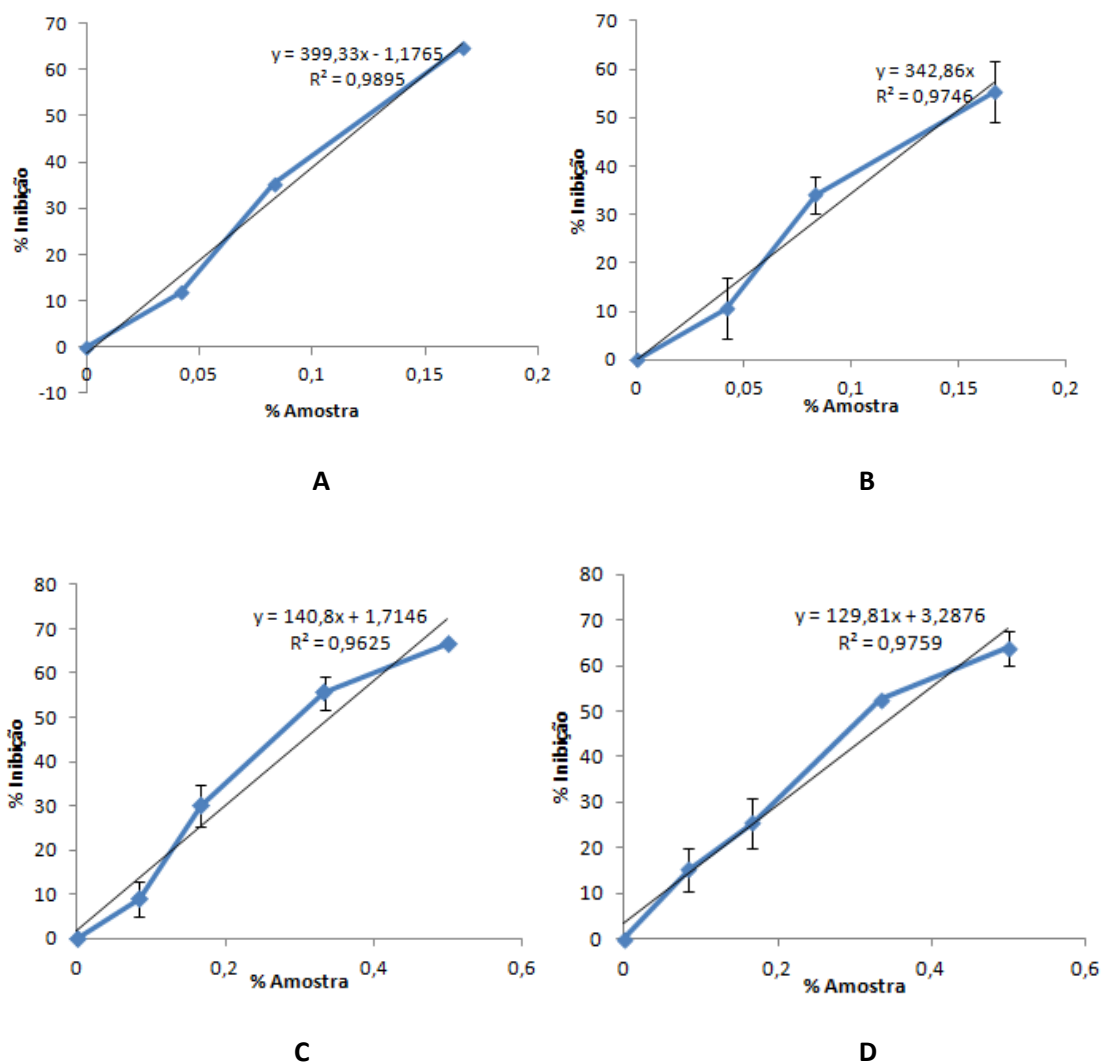 70
60
50
40
30
20
10
0
-10
% Inibição
y = 399,33x - 1,1765
R² = 0,9895
0
0,05
0,1
0,15
0,2
% Amostra
A
70
60
50
40
30
20
10
0
% Inibição
y = 342,86x
R² = 0,9746
0
0,05
0,1
0,15
0,2
% Amostra
B
80
70
60
50
40
30
20
10
0
% Inibição
y = 140,8x + 1,7146
R² = 0,9625
0
0,2
0,4
0,6
% Amostra
C
80
70
60
50
40
30
20
10
0
% Inibição
y = 129,81x + 3,2876
R² = 0,9759
0
0,2
0,4
0,6
% Amostra
D